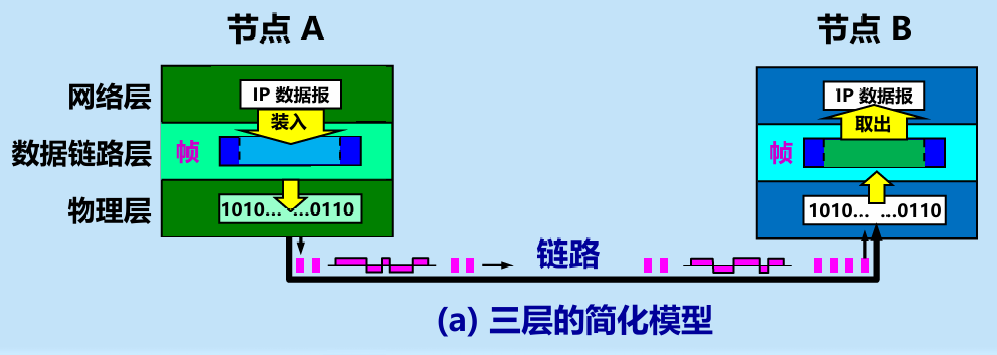 节点 A
节点 B
网络层
IP 数据报
IP 数据报
装入
取出
数据链路层
帧
帧
物理层
1010... ...0110
1010... ...0110
链路
(a) 三层的简化模型